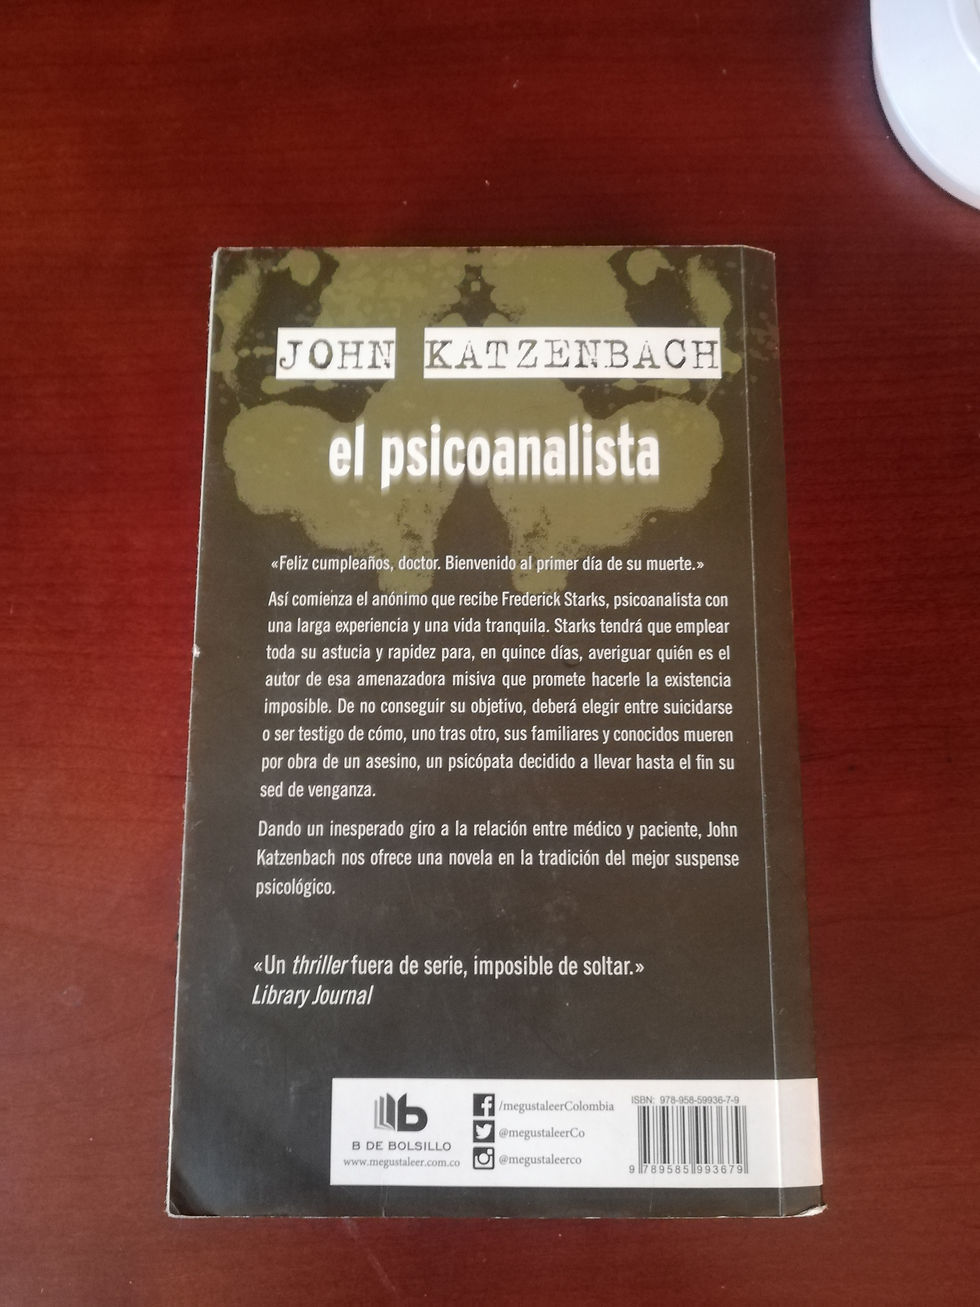 JOHN KATZENBACH
el psicoanalista
«Feliz cumpleaños, doctor. Bienvenido al primer día de su muerte.»
Así comienza el anónimo que recibe Frederick Starks, psicoanalista con
una larga experiencia y una vida tranquila. Starks tendrá que emplear
toda su astucia y rapidez para, en quince días, averiguar quién es el
autor de esa amenazadora misiva que promete hacerle la existencia
imposible. De no conseguir su objetivo, deberá elegir entre suicidarse
o ser testigo de cómo, uno tras otro, sus familiares y conocidos mueren
por obra de un asesino, un psicópata decidido a llevar hasta el fin su
sed de venganza.
Dando un inesperado giro a la relación entre médico y paciente, John
Katzenbach nos ofrece una novela en la tradición del mejor suspense
psicológico.
«Un thriller fuera de serie, imposible de soltar.»
Library Journal
b
B DE BOLSILLO
www.megustaleer.com.co
/megustaleerColombia
@megustaleerCo
@megustaleerco
ISBN: 978-958-59936-7-9
9 789585 993679